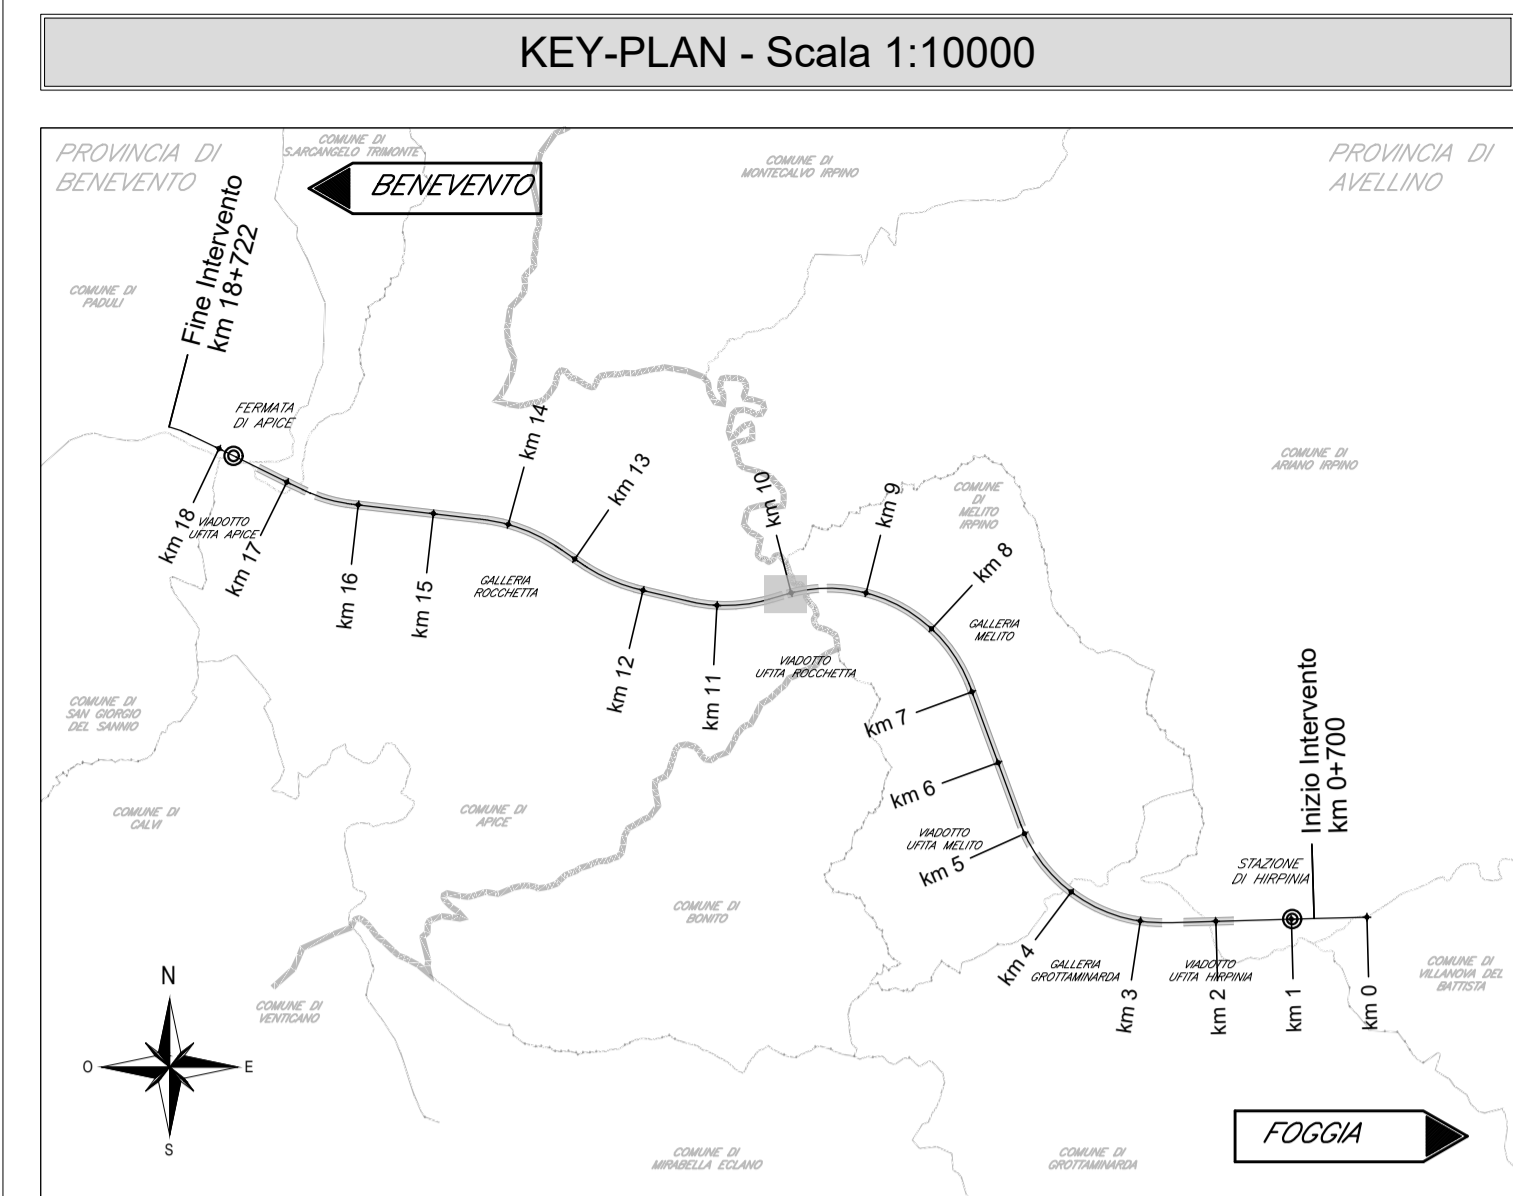 KEY-PLAN - Scala 1:10000
PROVINCIA DI
BENEVENTO
COMUNE DI
S.ARCANGELO TRIMONTE
BENEVENTO
COMUNE DI
MONTECALVO IRPINO
PROVINCIA DI
AVELLINO
Fine Intervento
km 18+722
COMUNE DI
PADULI
FERMATA
DI APICE
km 14
km 13
km 10
km 9
COMUNE DI
ARIANO IRPINO
COMUNE
DI
MELITO
IRPINO
km 18
VIADOTTO
UFITA APICE
km 17
km 16
km 15
GALLERIA
ROCCHETTA
km 8
GALLERIA
MELITO
km 12
km 11
VIADOTTO
UFITA ROCCHETTA
km 7
COMUNE DI
SAN GIORGIO
DEL SANNIO
Inizio Intervento
km 0+700
km 6
COMUNE DI
CALVI
COMUNE DI
APICE
VIADOTTO
UFITA MELITO
km 5
STAZIONE
DI HIRPINIA
COMUNE DI
BONITO
km 4
GALLERIA
GROTTAMINARDA
km 3
VIADOTTO
UFITA HIRPINIA
km 2
km 1
km 0
COMUNE DI
VILLANOVA DEL
BATTISTA
COMUNE DI
VENTICANO
N
O
E
S
FOGGIA
COMUNE DI
MIRABELLA ECLANO
COMUNE DI
GROTTAMINARDA